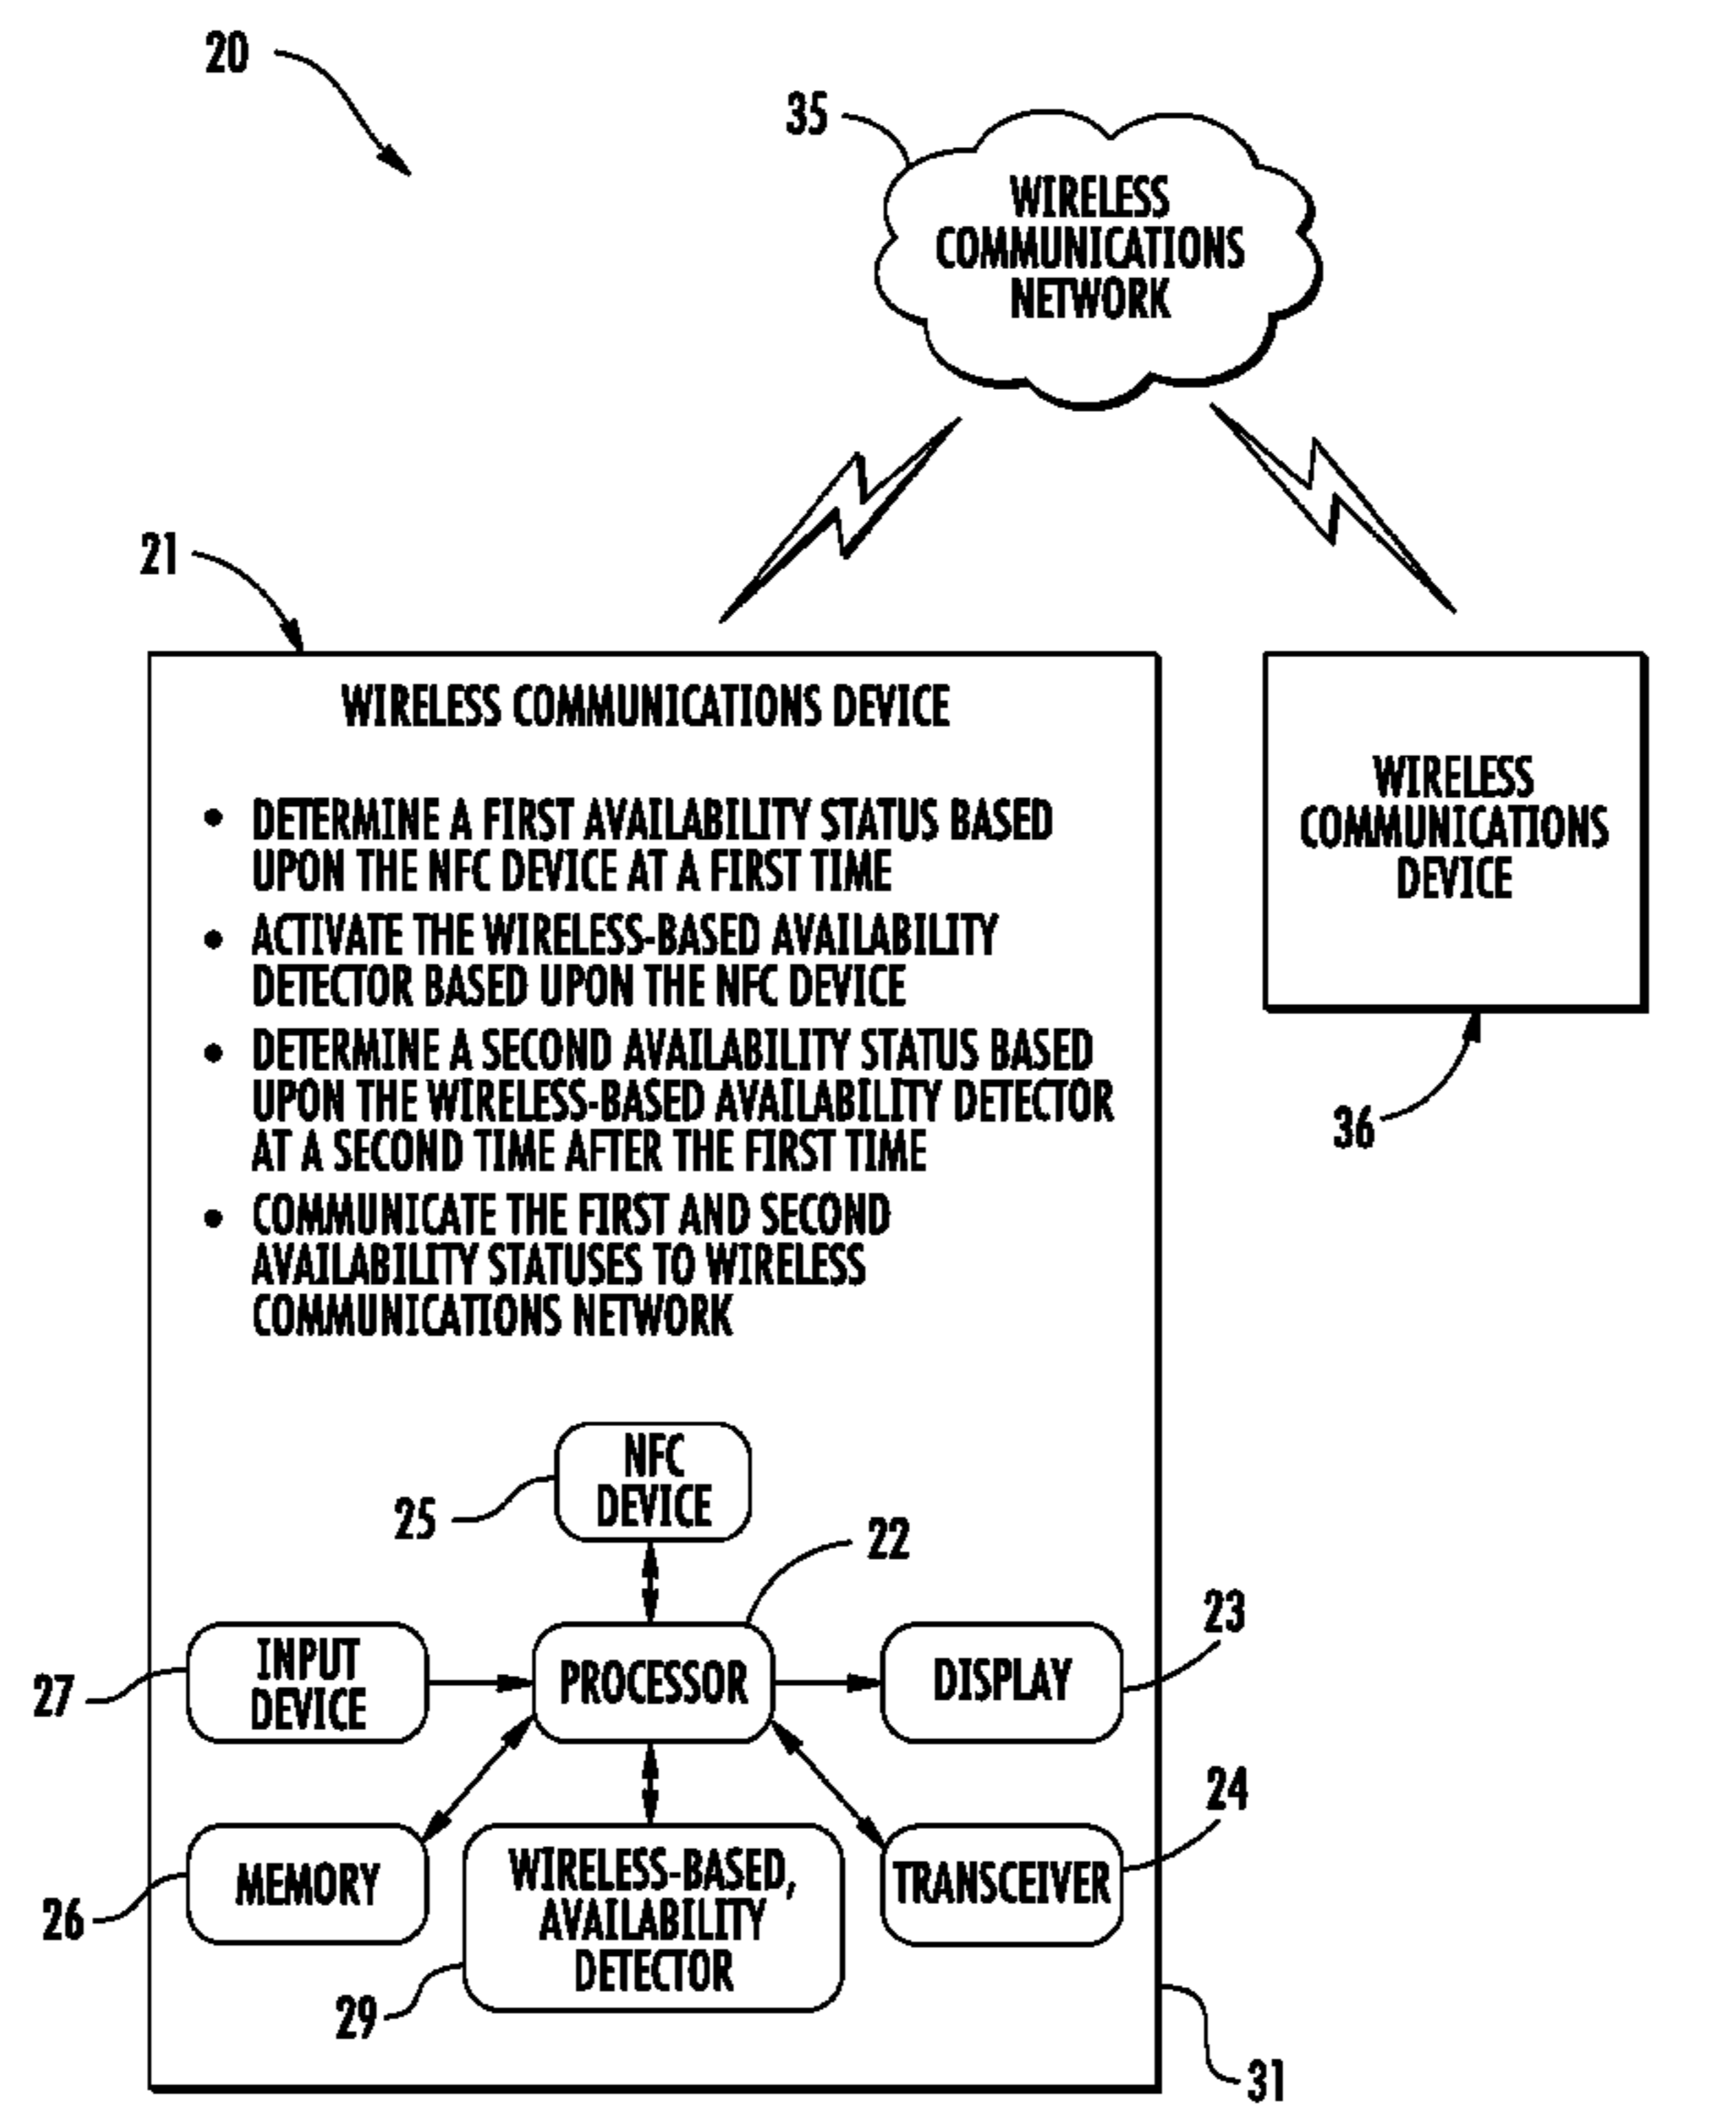 20
35
WIRELESS
COMMUNICATIONS
NETWORK
21
WIRELESS COMMUNICATIONS DEVICE
• DETERMINE A FIRST AVAILABILITY STATUS BASED
UPON THE NFC DEVICE AT A FIRST TIME
• ACTIVATE THE WIRELESS-BASED AVAILABILITY
DETECTOR BASED UPON THE NFC DEVICE
• DETERMINE A SECOND AVAILABILITY STATUS BASED
UPON THE WIRELESS-BASED AVAILABILITY DETECTOR
AT A SECOND TIME AFTER THE FIRST TIME
• COMMUNICATE THE FIRST AND SECOND
AVAILABILITY STATUSES TO WIRELESS
COMMUNICATIONS NETWORK
WIRELESS
COMMUNICATIONS
DEVICE
36
NFC
DEVICE
25
22
INPUT
DEVICE
27
PROCESSOR
DISPLAY
23
MEMORY
26
WIRELESS-BASED,
AVAILABILITY
DETECTOR
29
TRANSCEIVER
24
31